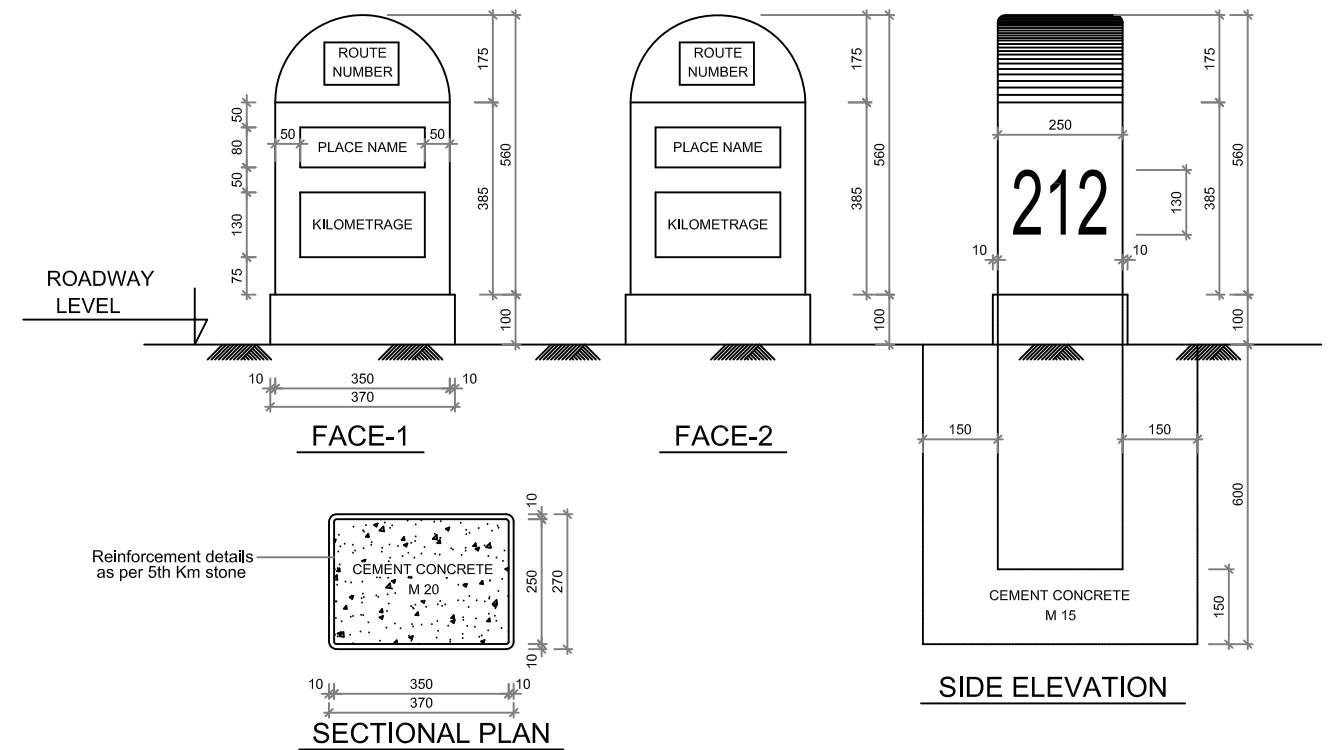 ROUTE
NUMBER
PLACE NAME
KILOMETRAGE
50
80
50
130
75
50
50
175
385
560
100
ROADWAY
LEVEL
10
350
10
370
FACE-1
ROUTE
NUMBER
PLACE NAME
KILOMETRAGE
175
385
560
100
FACE-2
250
212
130
10
10
175
385
560
100
150
150
600
150
CEMENT CONCRETE
M 15
SIDE ELEVATION
Reinforcement details
as per 5th Km stone
CEMENT CONCRETE
M 20
10
250
10
270
10
350
10
370
SECTIONAL PLAN